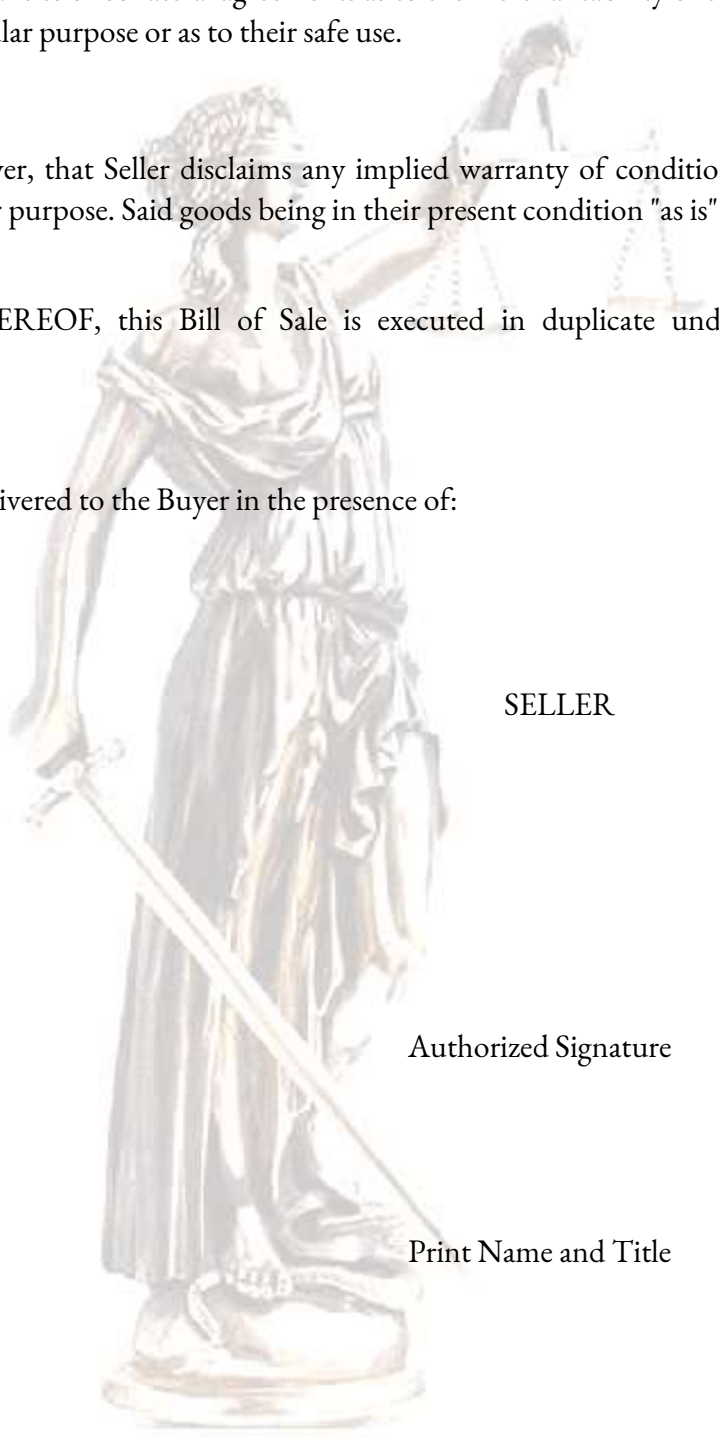 lar purpose or as to their safe use.
er, that Seller disclaims any implied warranty of conditio
purpose. Said goods being in their present condition "as is"
EREOF, this Bill of Sale is executed in duplicate und
ivered to the Buyer in the presence of:
SELLER
Authorized Signature
Print Name and Title